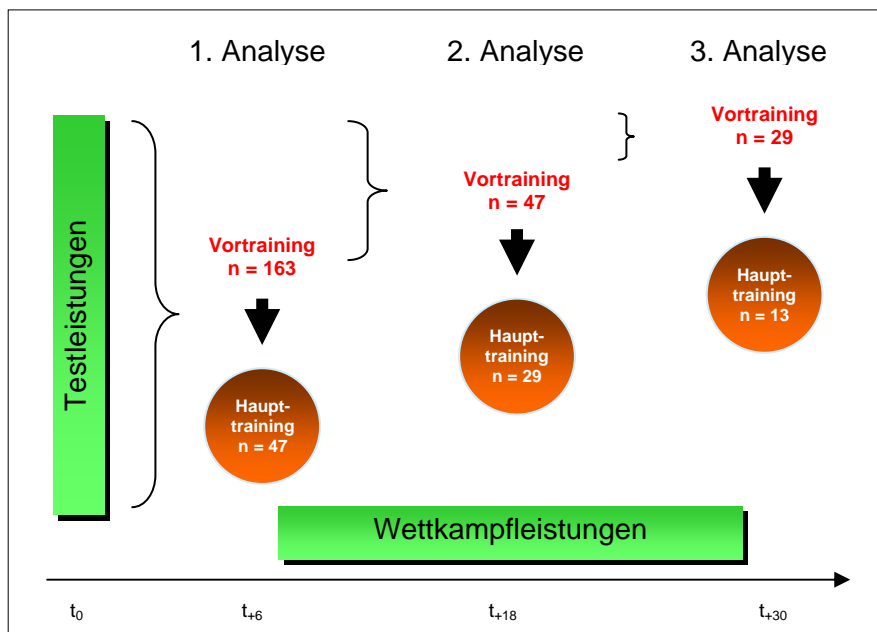 1. Analyse
2. Analyse
3. Analyse
Testleistungen
Vortraining
n = 163
Haupt-
training
n = 47
Vortraining
n = 47
Haupt-
training
n = 29
Vortraining
n = 29
Haupt-
training
n = 13
Wettkampfleistungen
t0
t+6
t+18
t+30